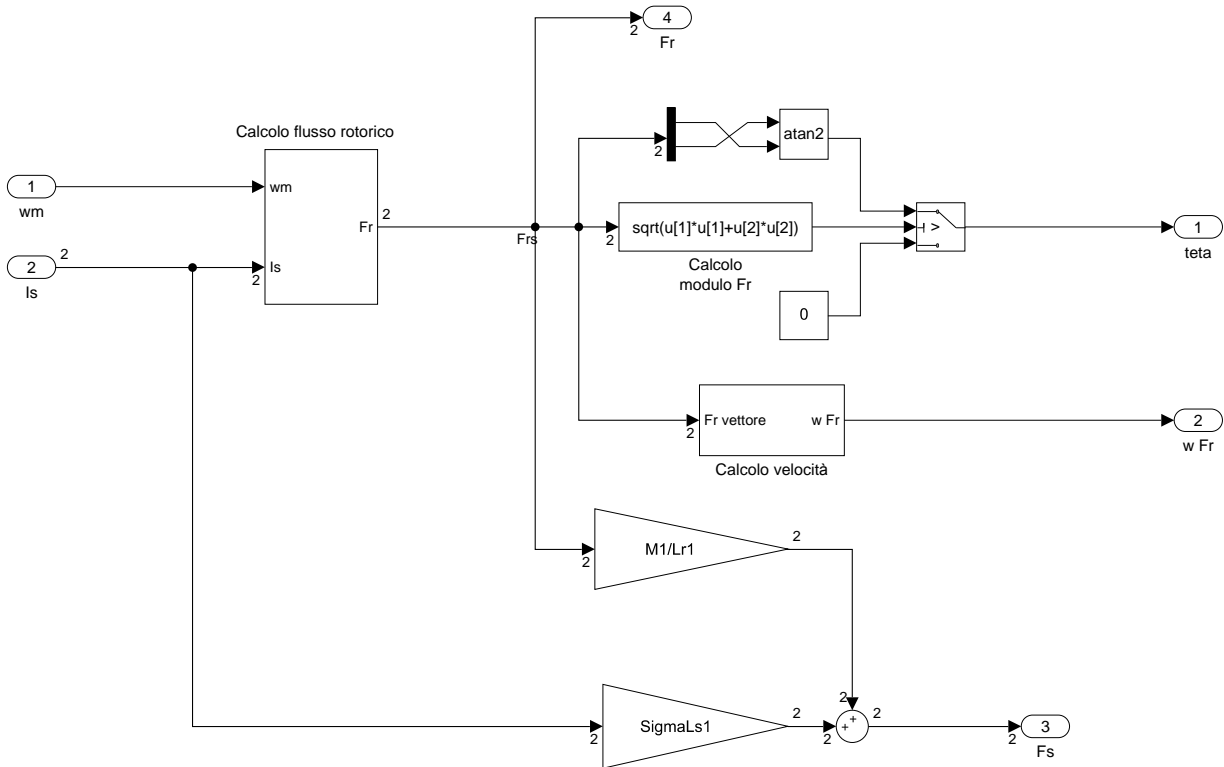 4
2
Fr
Calcolo flusso rotorico
atan2
2
1
wm
wm
Fr
2
Frs
2
sqrt(u[1]*u[1]+u[2]*u[2])
>
1
teta
Calcolo
modulo Fr
2
2
Is
Is
2
0
Fr vettore
w Fr
2
2
w Fr
Calcolo velocità
M1/Lr1
2
2
SigmaLs1
2
2
2
2
+
+
2
2
3
Fs